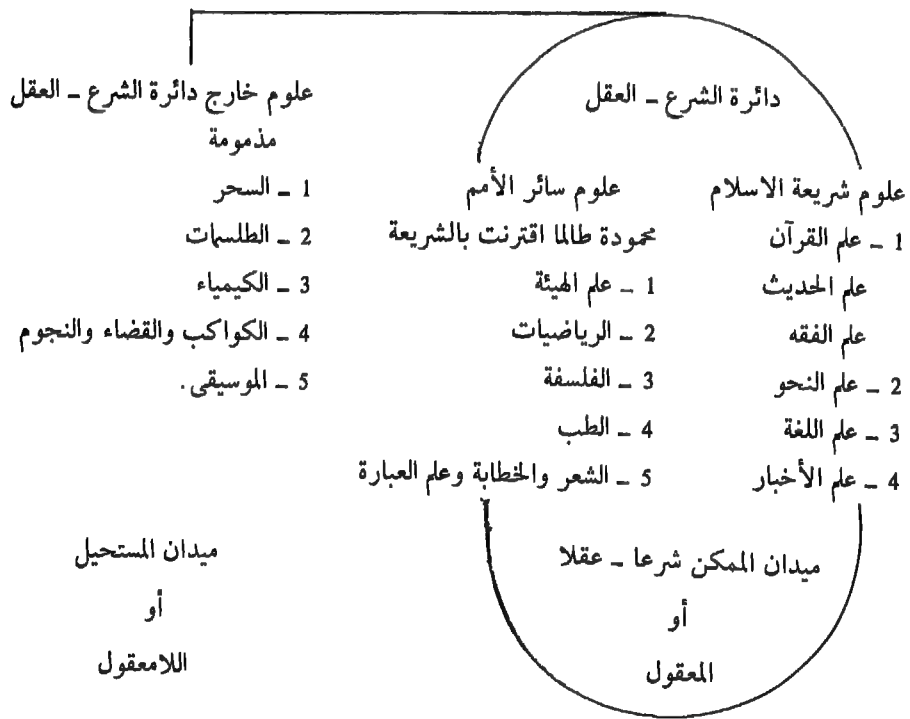 دائرة الشرع ـ العقل
علوم شريعة الاسلام
1 ـ علم القرآن
علم الحديث
علم الفقه
2 ـ علم النحو
3 ـ علم اللغة
4 ـ علم الأخبار
علوم سائر الأمم
محمودة طالما اقترنت بالشريعة
1 ـ علم الهيئة
2 ـ الرياضيات
3 ـ الفلسفة
4 ـ الطب
5 ـ الشعر والخطابة وعلم العبارة
ميدان الممكن شرعا ـ عقلا
أو
المعقول
علوم خارج دائرة الشرع ـ العقل
مذمومة
1 ـ السحر
2 ـ الطلسمات
3 ـ الكيمياء
4 ـ الكواكب والقضاء والنجوم
5 ـ الموسيقى.
ميدان المستحيل
أو
اللامعقول